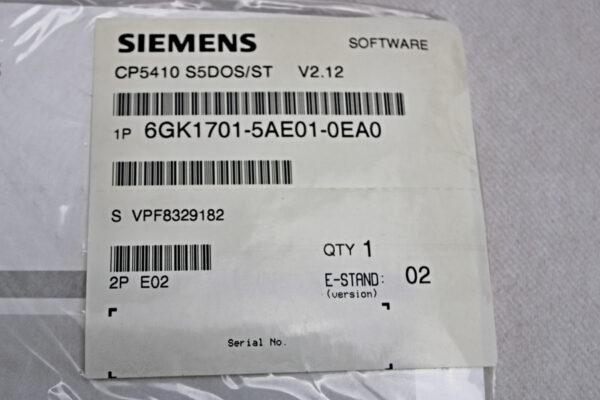 SIEMENS SOFTWARE
CP5410 S5DOS/ST V2.12
1P 6GK1701-5AE01-0EA0
S VPF8329182
QTY 1
2P E02 E-STAND: 02
(version)
Serial No.